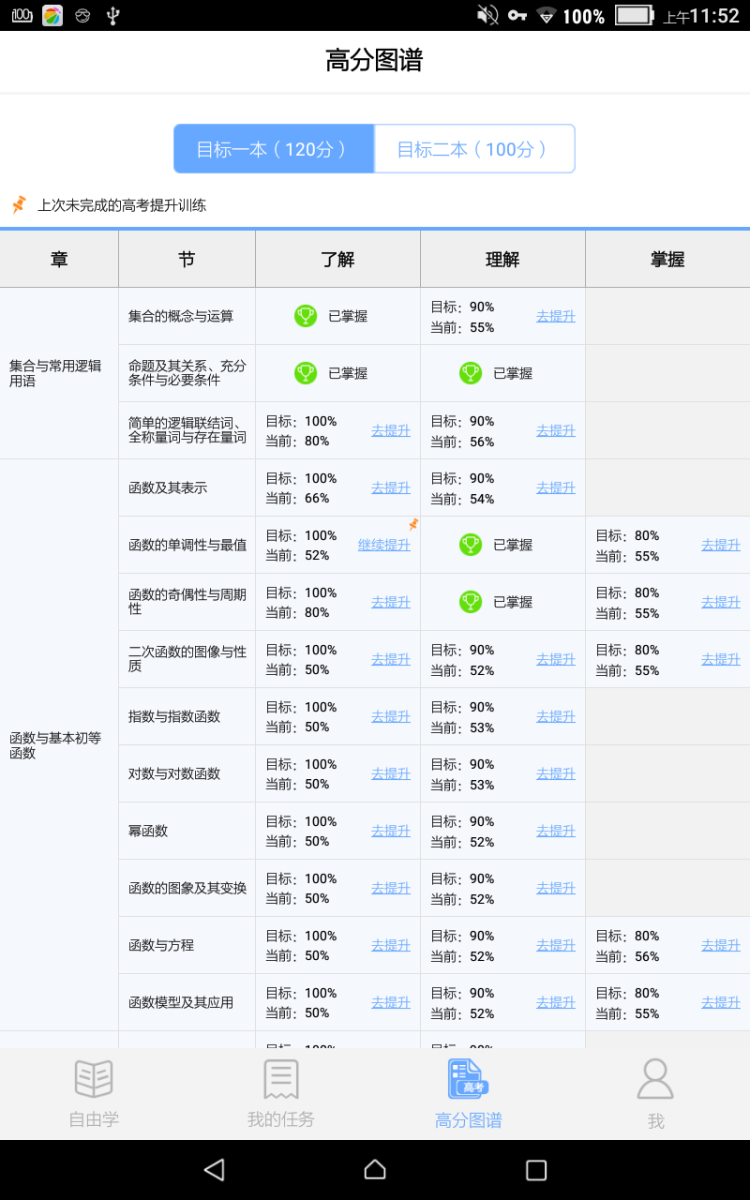 100 100% 上午11:52
高分图谱
目标一本（120分） 目标二本（100分）
上次未完成的高考提升训练
章 节 了解 理解 掌握
集合与常用逻辑
用语
集合的概念与运算 已掌握 目标：90% 去提升
当前：55%
命题及其关系、充分 已掌握 已掌握
条件与必要条件
简单的逻辑联结词、 目标：100% 去提升 目标：90% 去提升
全称量词与存在量词 当前：80% 当前：56%
函数与基本初等
函数
函数及其表示 目标：100% 去提升 目标：90% 去提升
当前：66% 当前：54%
函数的单调性与最值 目标：100% 继续提升 已掌握 目标：80% 去提升
当前：52% 当前：55%
函数的奇偶性与周期 目标：100% 去提升 已掌握 目标：80% 去提升
性 当前：80% 当前：55%
二次函数的图像与性 目标：100% 去提升 目标：90% 去提升 目标：80% 去提升
质 当前：50% 当前：52% 当前：55%
指数与指数函数 目标：100% 去提升 目标：90% 去提升
当前：50% 当前：53%
对数与对数函数 目标：100% 去提升 目标：90% 去提升
当前：50% 当前：53%
幂函数 目标：100% 去提升 目标：90% 去提升
当前：50% 当前：52%
函数的图象及其变换 目标：100% 去提升 目标：90% 去提升
当前：50% 当前：52%
函数与方程 目标：100% 去提升 目标：90% 去提升 目标：80% 去提升
当前：50% 当前：52% 当前：56%
函数模型及其应用 目标：100% 去提升 目标：90% 去提升 目标：80% 去提升
当前：50% 当前：52% 当前：55%
高考
自由学 我的任务 高分图谱 我